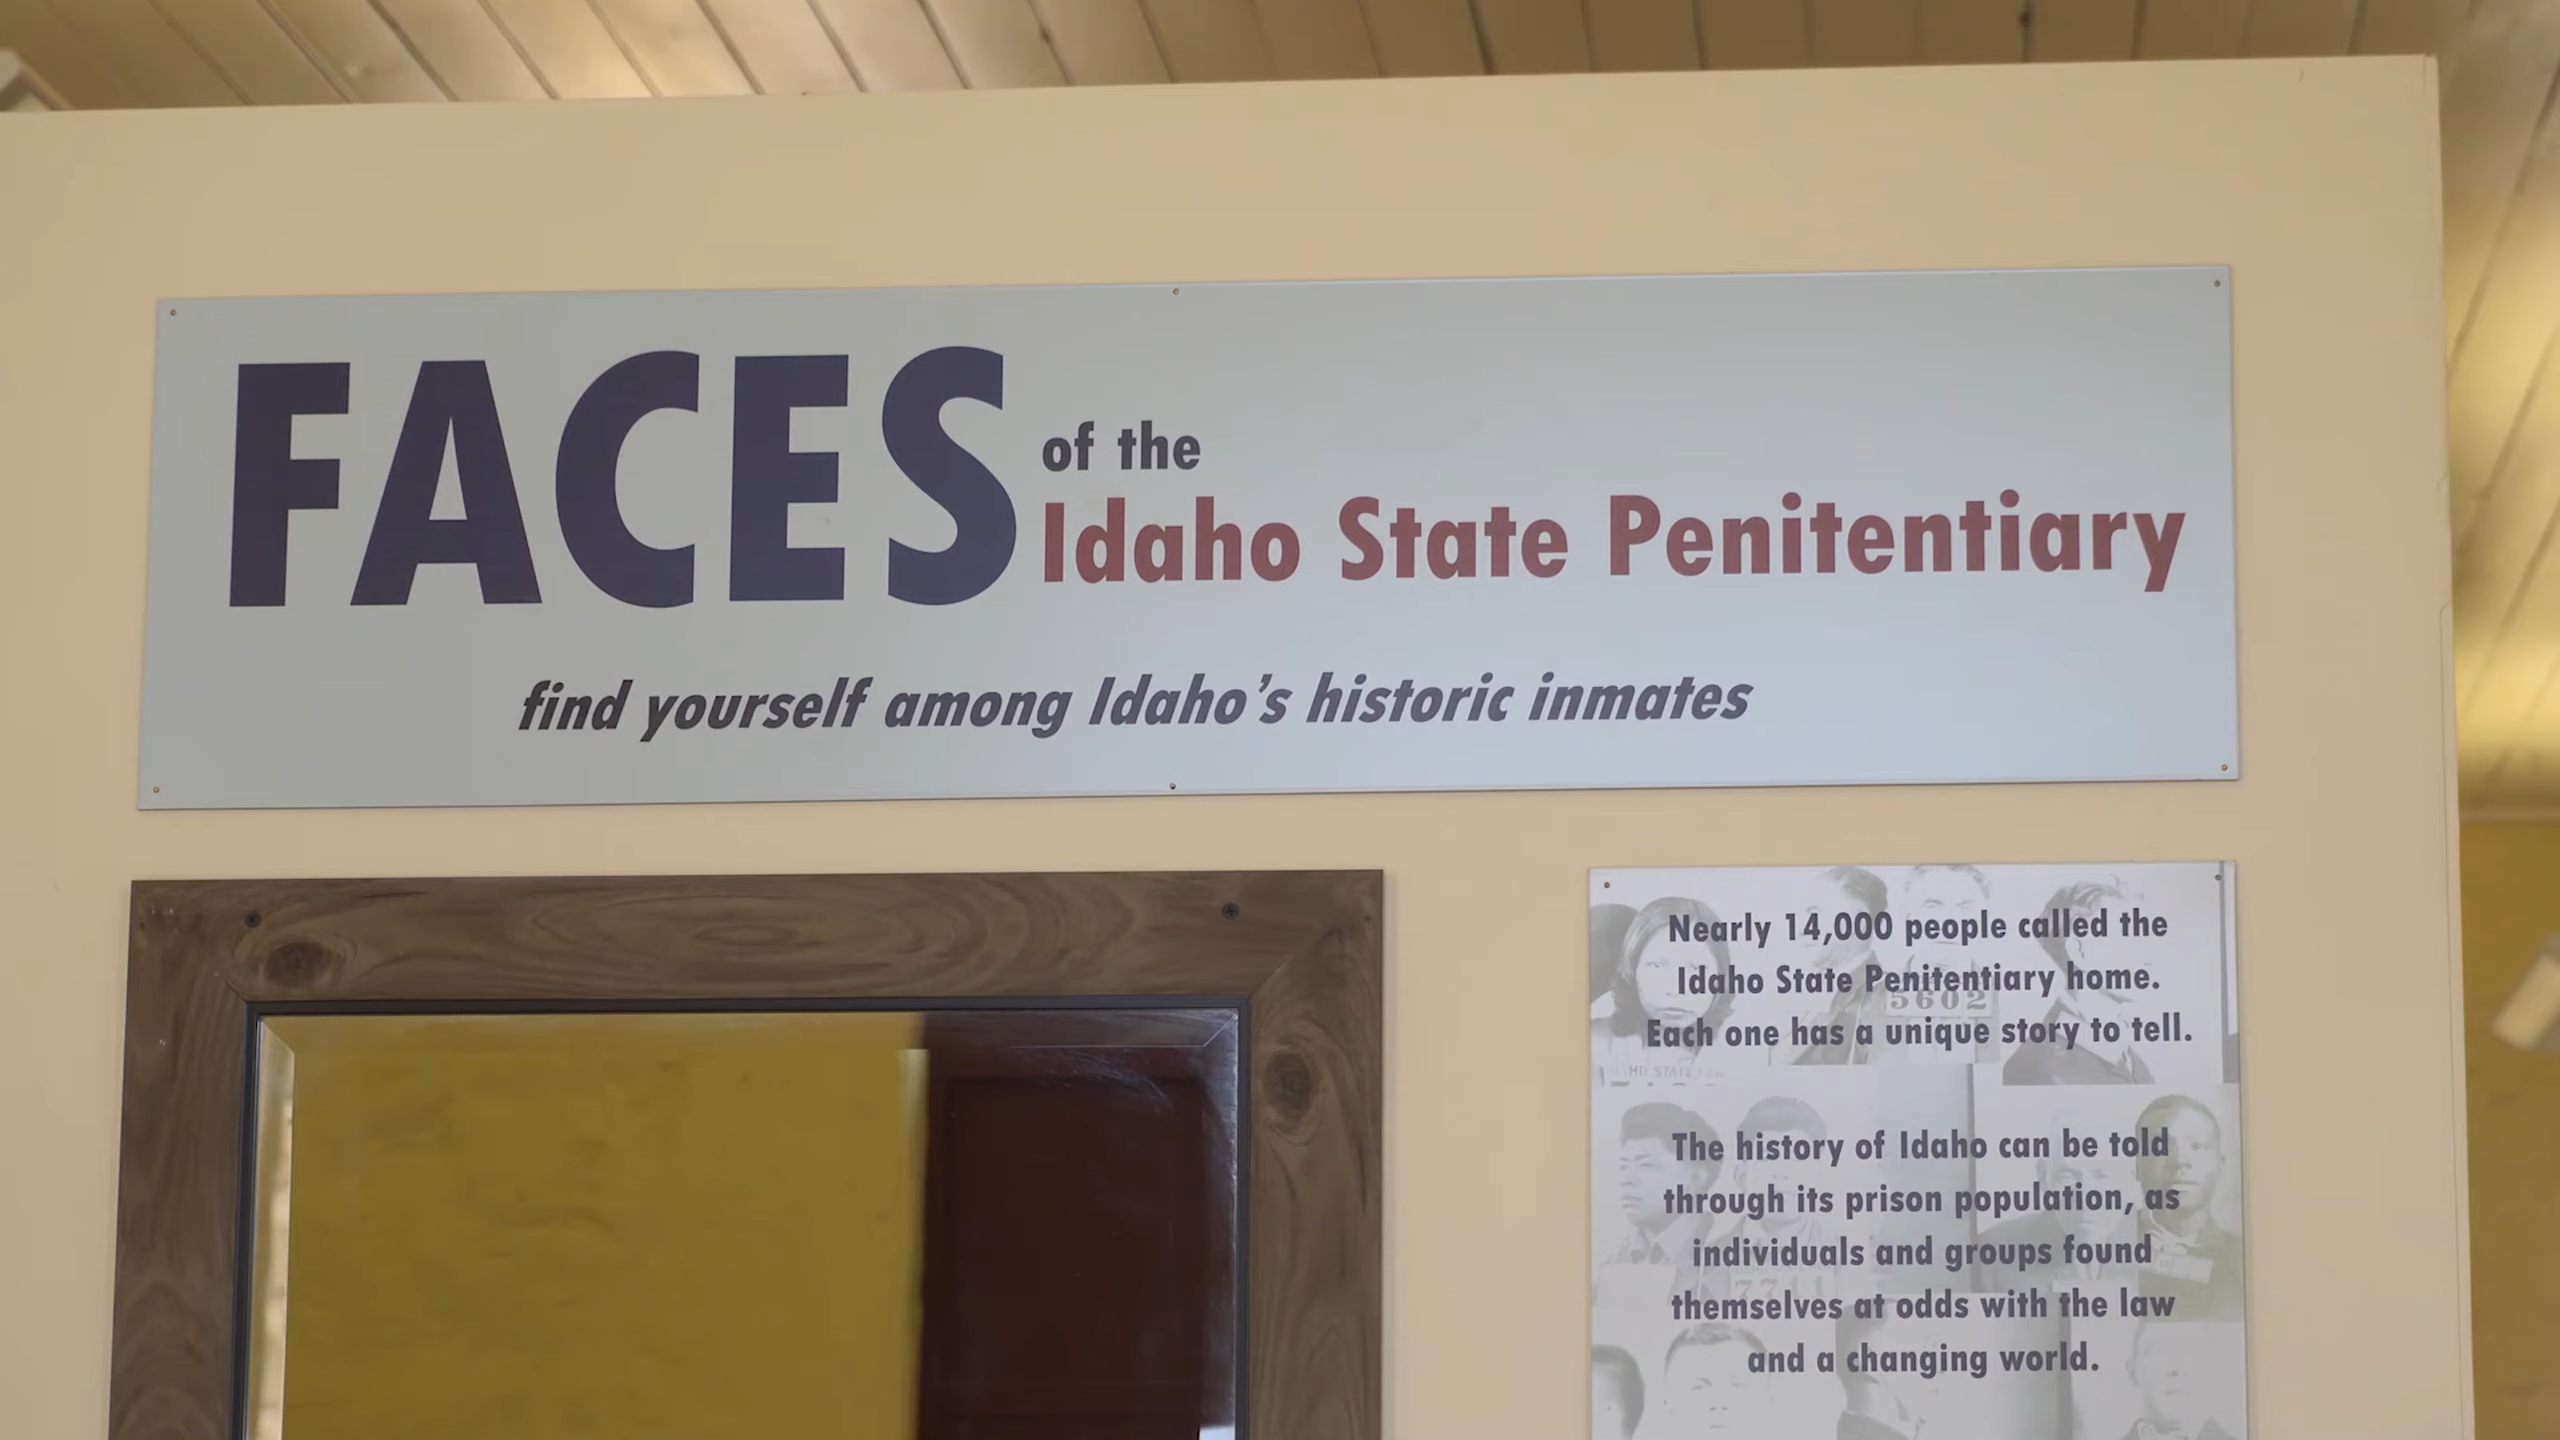 FACES of the
Idaho State Penitentiary
find yourself among Idaho's historic inmates
Nearly 14,000 people called the
Idaho State Penitentiary home.
5602
Each one has a unique story to tell.
The history of Idaho can be told
through its prison population, as
individuals and groups found
7711
themselves at odds with the law
and a changing world.